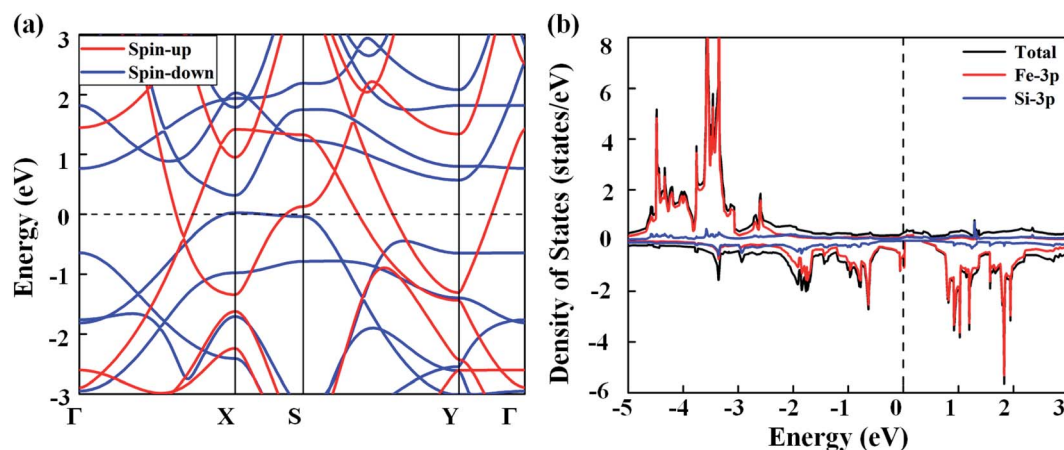 (a)
Spin-up
Spin-down
Energy (eV)
3
2
1
0
-1
-2
-3
Γ X S Y Γ
(b)
Total
Fe-3p
Si-3p
Density of States (states/eV)
8
6
4
2
0
-2
-4
-6
-5 -4 -3 -2 -1 0 1 2 3
Energy (eV)